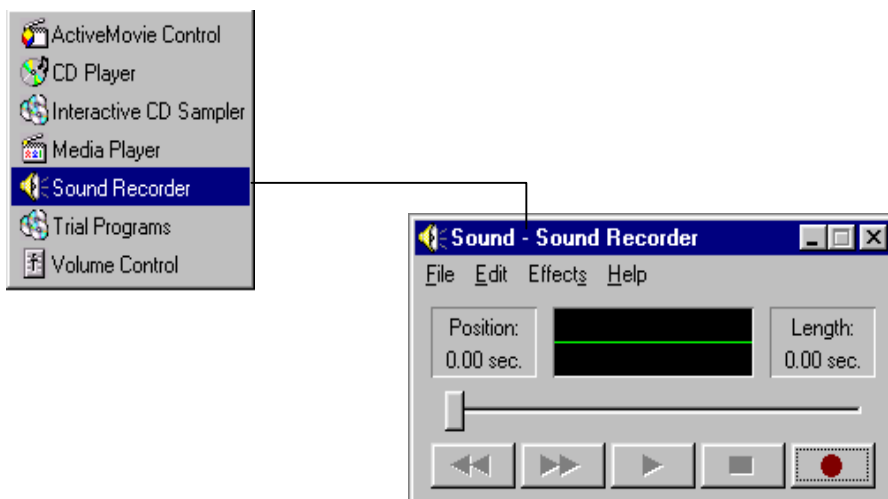 ActiveMovie Control
CD Player
Interactive CD Sampler
Media Player
Sound Recorder
Trial Programs
Volume Control
Sound - Sound Recorder
File Edit Effects Help
Position: Length:
0.00 sec. 0.00 sec.